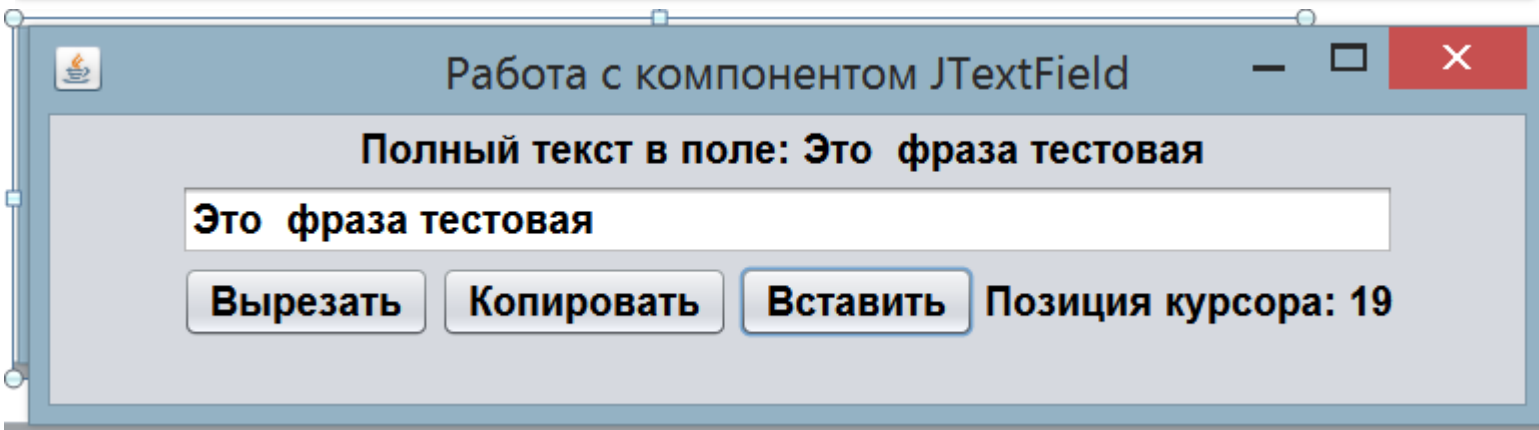 Работа с компонентом JTextField
Полный текст в поле: Это  фраза тестовая
Это  фраза тестовая
Вырезать Копировать Вставить Позиция курсора: 19